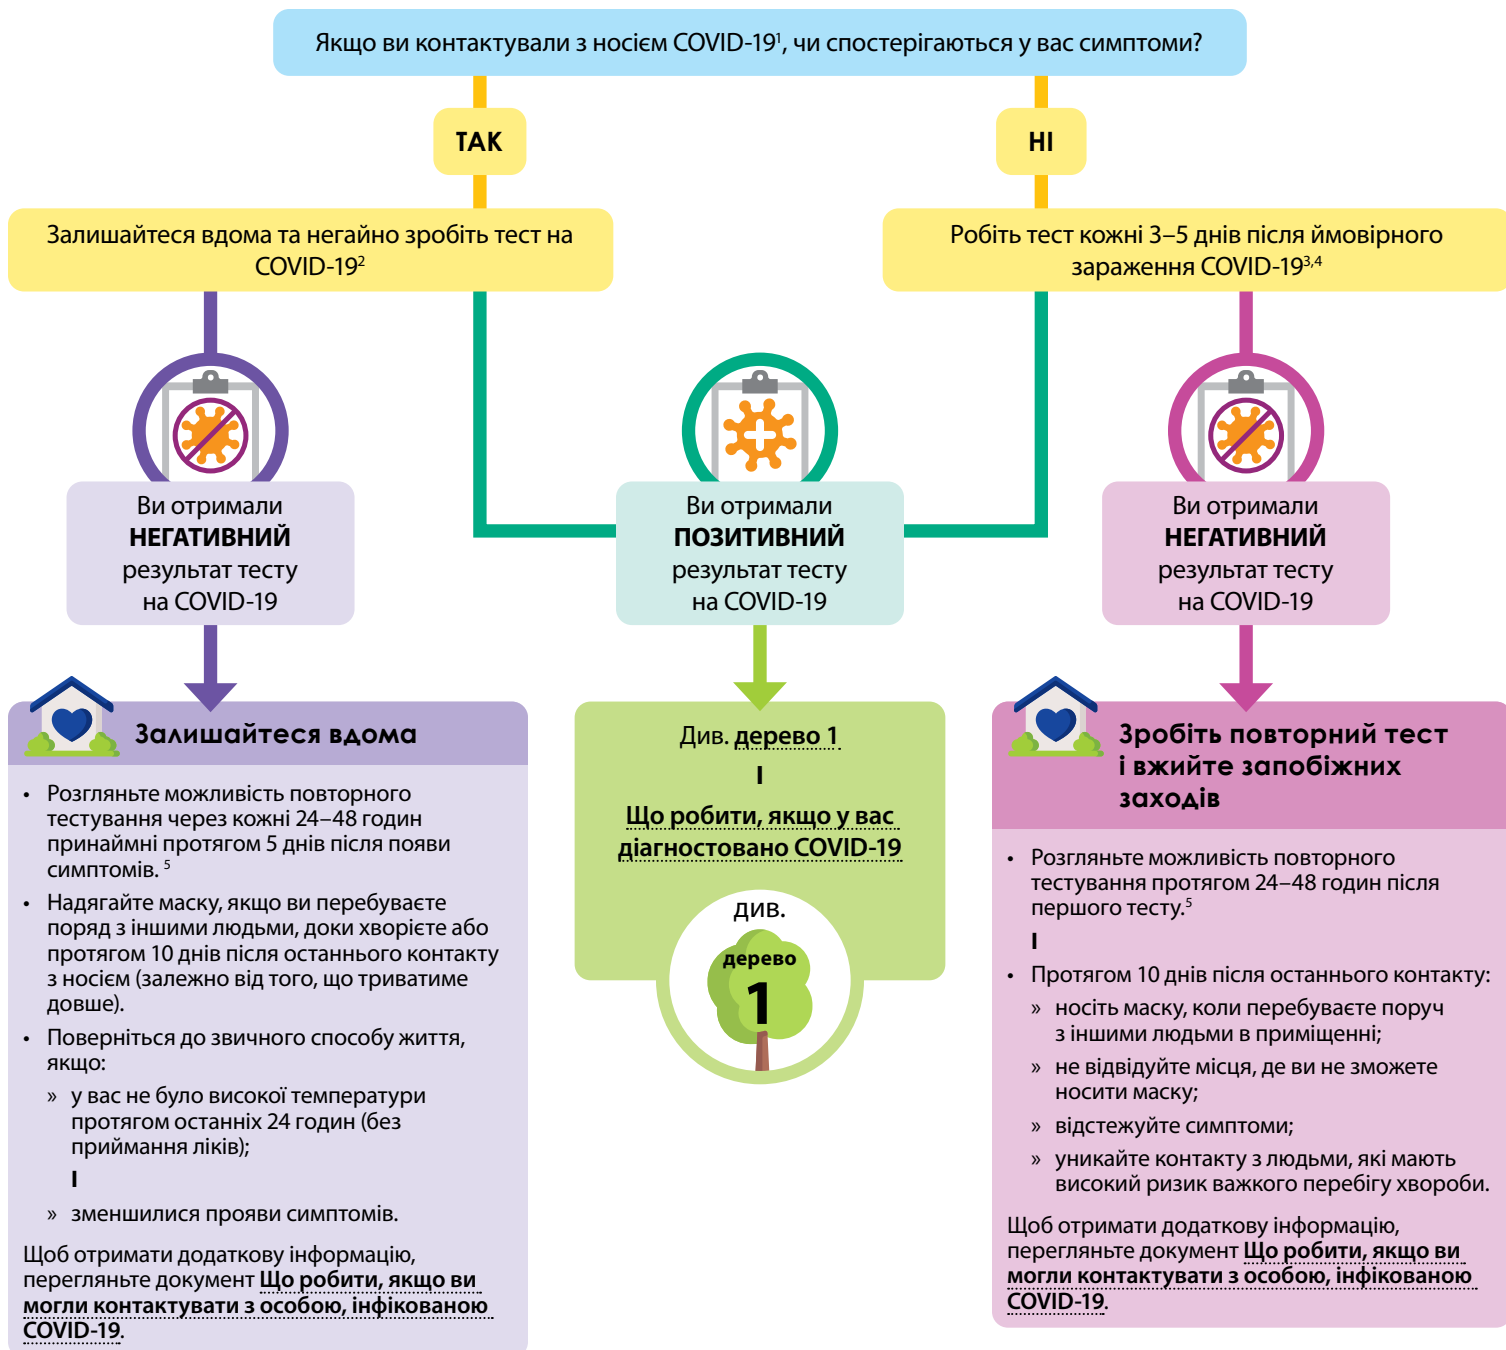 Якщо ви контактували з носієм COVID-19¹, чи спостерігаються у вас симптоми?
ТАК
НІ
Залишайтеся вдома та негайно зробіть тест на
COVID-19²
Робіть тест кожні 3–5 днів після ймовірного
зараження COVID-19³,⁴
Ви отримали
НЕГАТИВНИЙ
результат тесту
на COVID-19
Ви отримали
ПОЗИТИВНИЙ
результат тесту
на COVID-19
Ви отримали
НЕГАТИВНИЙ
результат тесту
на COVID-19
Залишайтеся вдома
• Розгляньте можливість повторного
тестування через кожні 24–48 годин
принаймні протягом 5 днів після появи
симптомів. ⁵
• Надягайте маску, якщо ви перебуваєте
поряд з іншими людьми, доки хворієте або
протягом 10 днів після останнього контакту
з носієм (залежно від того, що триватиме
довше).
• Поверніться до звичного способу життя,
якщо:
» у вас не було високої температури
протягом останніх 24 годин (без
приймання ліків);
І
» зменшилися прояви симптомів.
Щоб отримати додаткову інформацію,
перегляньте документ Що робити, якщо ви
могли контактувати з особою, інфікованою
COVID-19.
Див. дерево 1
І
Що робити, якщо у вас
діагностовано COVID-19
див.
дерево
1
Зробіть повторний тест
і вжийте запобіжних
заходів
• Розгляньте можливість повторного
тестування протягом 24–48 годин після
першого тесту.⁵
І
• Протягом 10 днів після останнього контакту:
» носіть маску, коли перебуваєте поруч
з іншими людьми в приміщенні;
» не відвідуйте місця, де ви не зможете
носити маску;
» відстежуйте симптоми;
» уникайте контакту з людьми, які мають
високий ризик важкого перебігу хвороби.
Щоб отримати додаткову інформацію,
перегляньте документ Що робити, якщо ви
могли контактувати з особою, інфікованою
COVID-19.